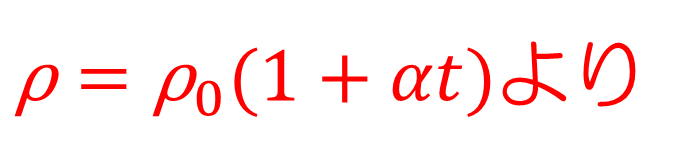 ρ = ρ₀(1 + αt)より